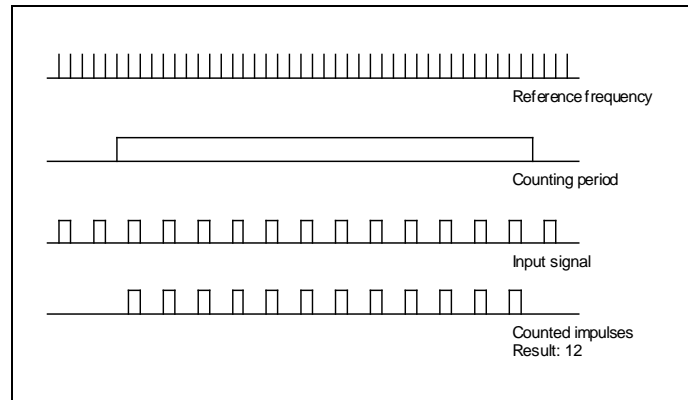 Reference frequency
Counting period
Input signal
Counted impulses
Result: 12